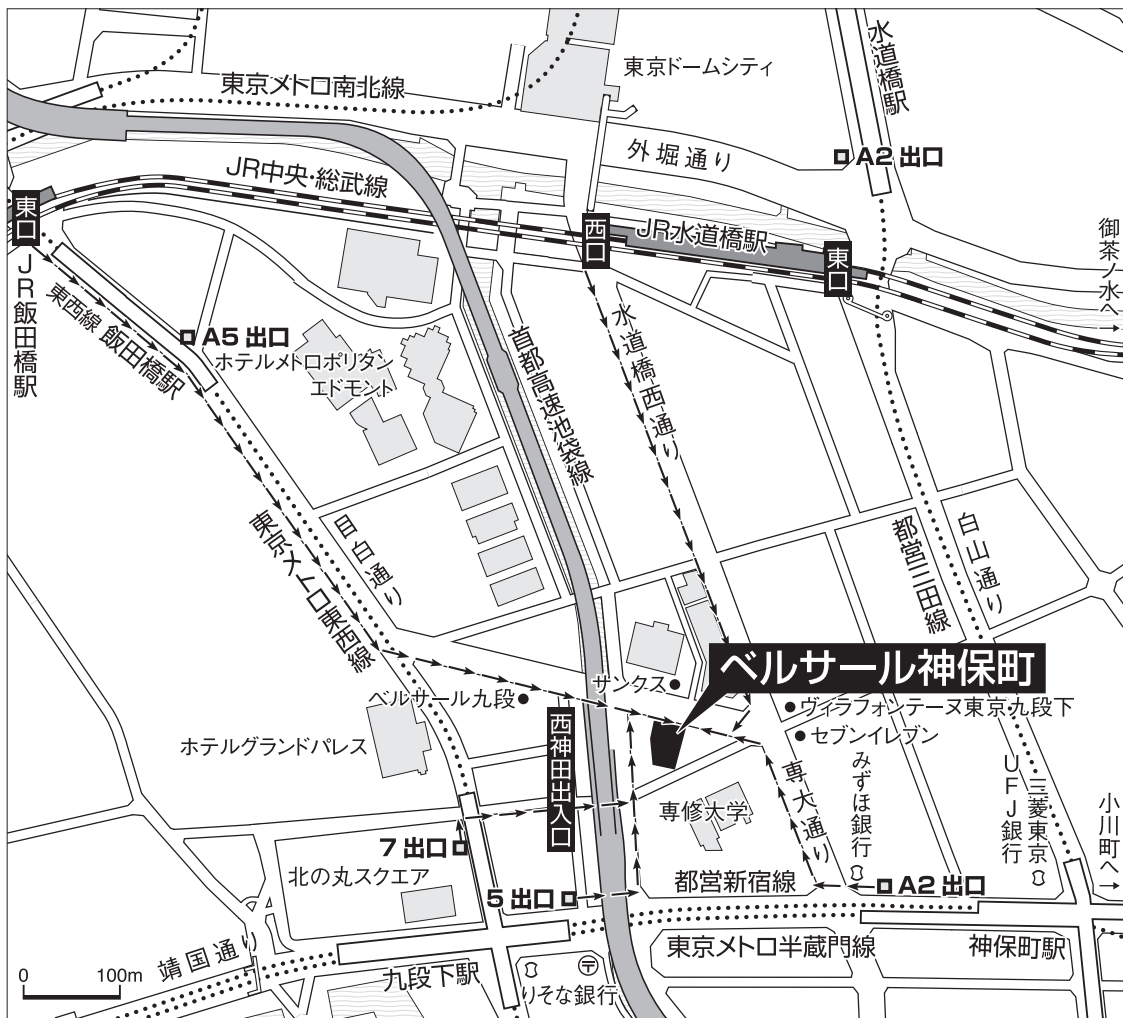 水道橋駅
東京ドームシティ
東京メトロ南北線
A2 出口
外堀通り
JR中央・総武線
東口
西口
JR水道橋駅
東口
御茶ノ水へ→
JR飯田橋駅
東西線 飯田橋駅
A5 出口
ホテルメトロポリタン
エドモント
首都高速池袋線
水道橋西通り
目白通り
東京メトロ東西線
都営三田線
白山通り
ベルサール神保町
サンクス
ベルサール九段
ヴィラフォンテーヌ東京九段下
セブンイレブン
ホテルグランドパレス
西神田出入口
専修大学
専大通り
みずほ銀行
三菱東京
UFJ銀行
小川町へ→
7 出口
北の丸スクエア
5 出口
都営新宿線
A2 出口
靖国通り
九段下駅
東京メトロ半蔵門線
神保町駅
りそな銀行
〒
0 100m